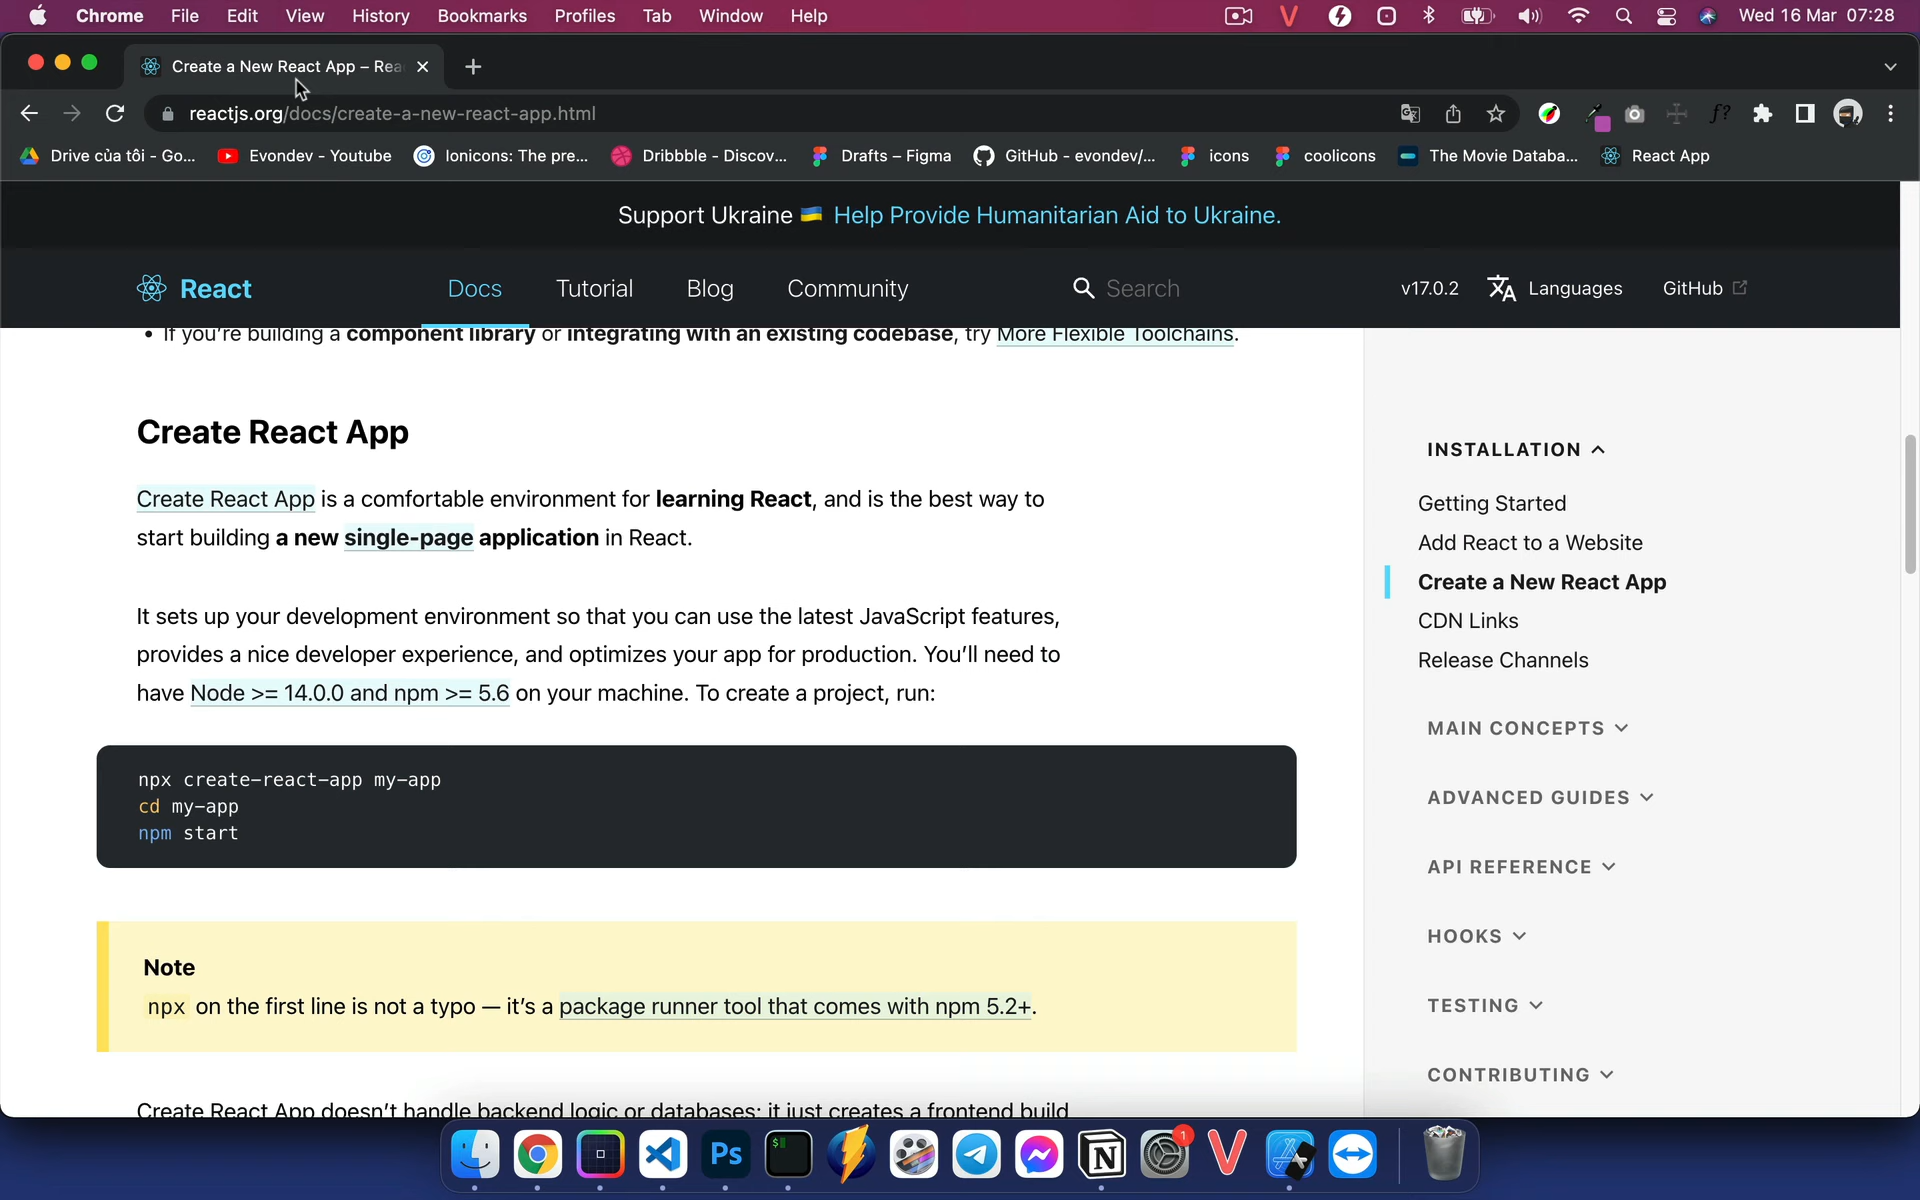 Chrome File Edit View History Bookmarks Profiles Tab Window Help Wed 16 Mar 07:28
Create a New React App – Rea
reactjs.org/docs/create-a-new-react-app.html
Drive của tôi - Go... Evondev - Youtube Ionicons: The pre... Dribbble - Discov... Drafts – Figma GitHub - evondev/... icons coolicons The Movie Databa... React App
Support Ukraine 🇺🇦 Help Provide Humanitarian Aid to Ukraine.
React Docs Tutorial Blog Community Search v17.0.2 Languages GitHub
• If you’re building a component library or integrating with an existing codebase, try More Flexible Toolchains.
Create React App
Create React App is a comfortable environment for learning React, and is the best way to
start building a new single-page application in React.
It sets up your development environment so that you can use the latest JavaScript features,
provides a nice developer experience, and optimizes your app for production. You’ll need to
have Node >= 14.0.0 and npm >= 5.6 on your machine. To create a project, run:
npx create-react-app my-app
cd my-app
npm start
Note
npx on the first line is not a typo — it’s a package runner tool that comes with npm 5.2+.
Create React App doesn’t handle backend logic or databases; it just creates a frontend build
INSTALLATION
Getting Started
Add React to a Website
Create a New React App
CDN Links
Release Channels
MAIN CONCEPTS
ADVANCED GUIDES
API REFERENCE
HOOKS
TESTING
CONTRIBUTING
Ps
$
N
1
V